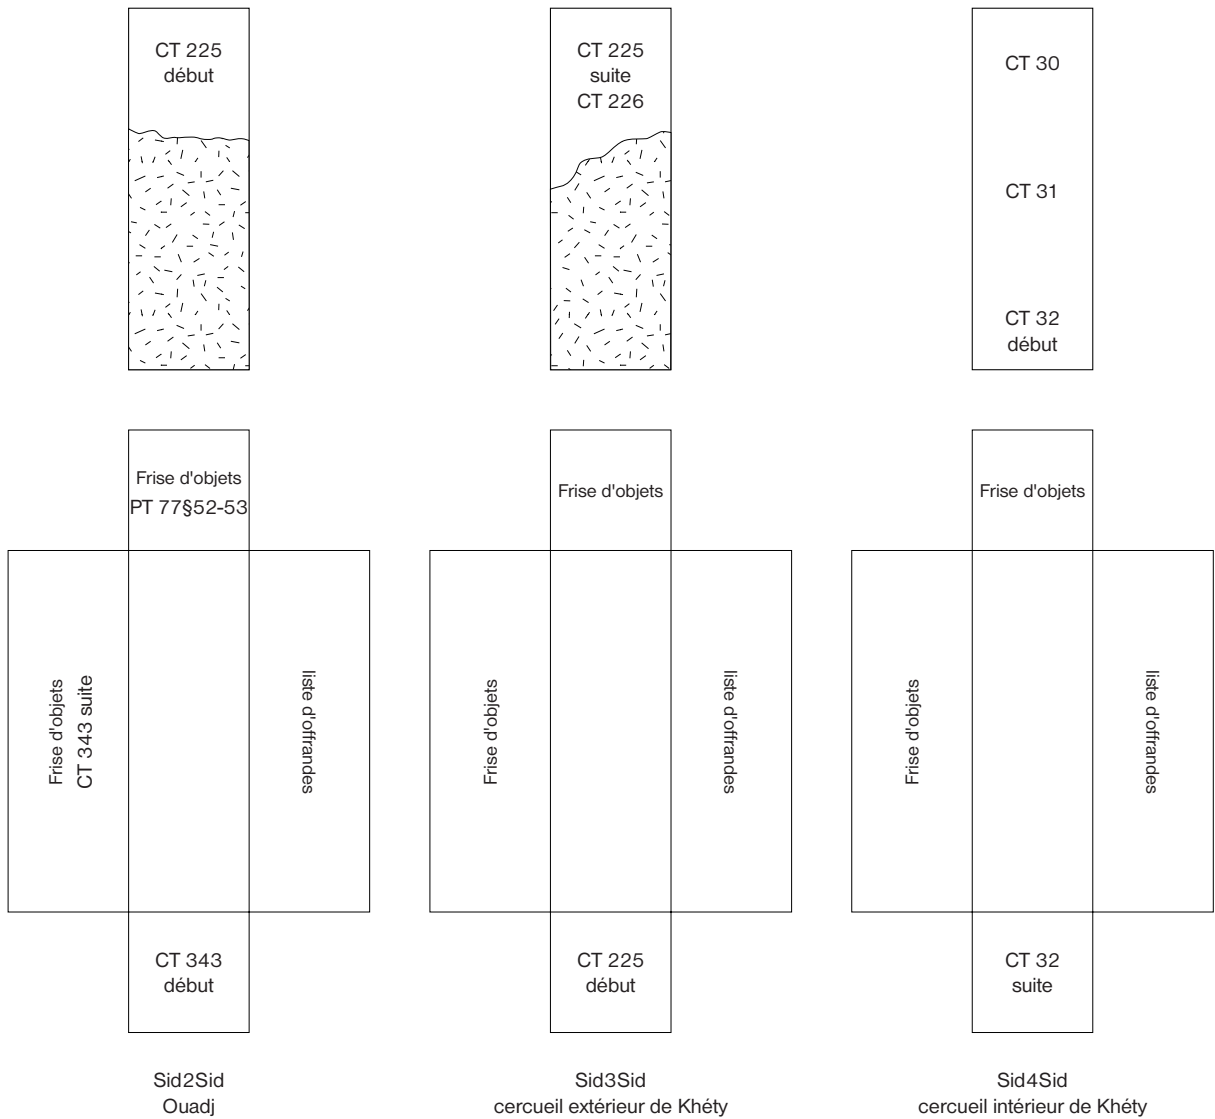 CT 225
début
CT 225
suite
CT 226
CT 30
CT 31
CT 32
début
Frise d'objets
PT 77§52-53
Frise d'objets
Frise d'objets
Frise d'objets
CT 343 suite
liste d'offrandes
Frise d'objets
liste d'offrandes
Frise d'objets
liste d'offrandes
CT 343
début
CT 225
début
CT 32
suite
Sid2Sid
Ouadj
Sid3Sid
cercueil extérieur de Khéty
Sid4Sid
cercueil intérieur de Khéty